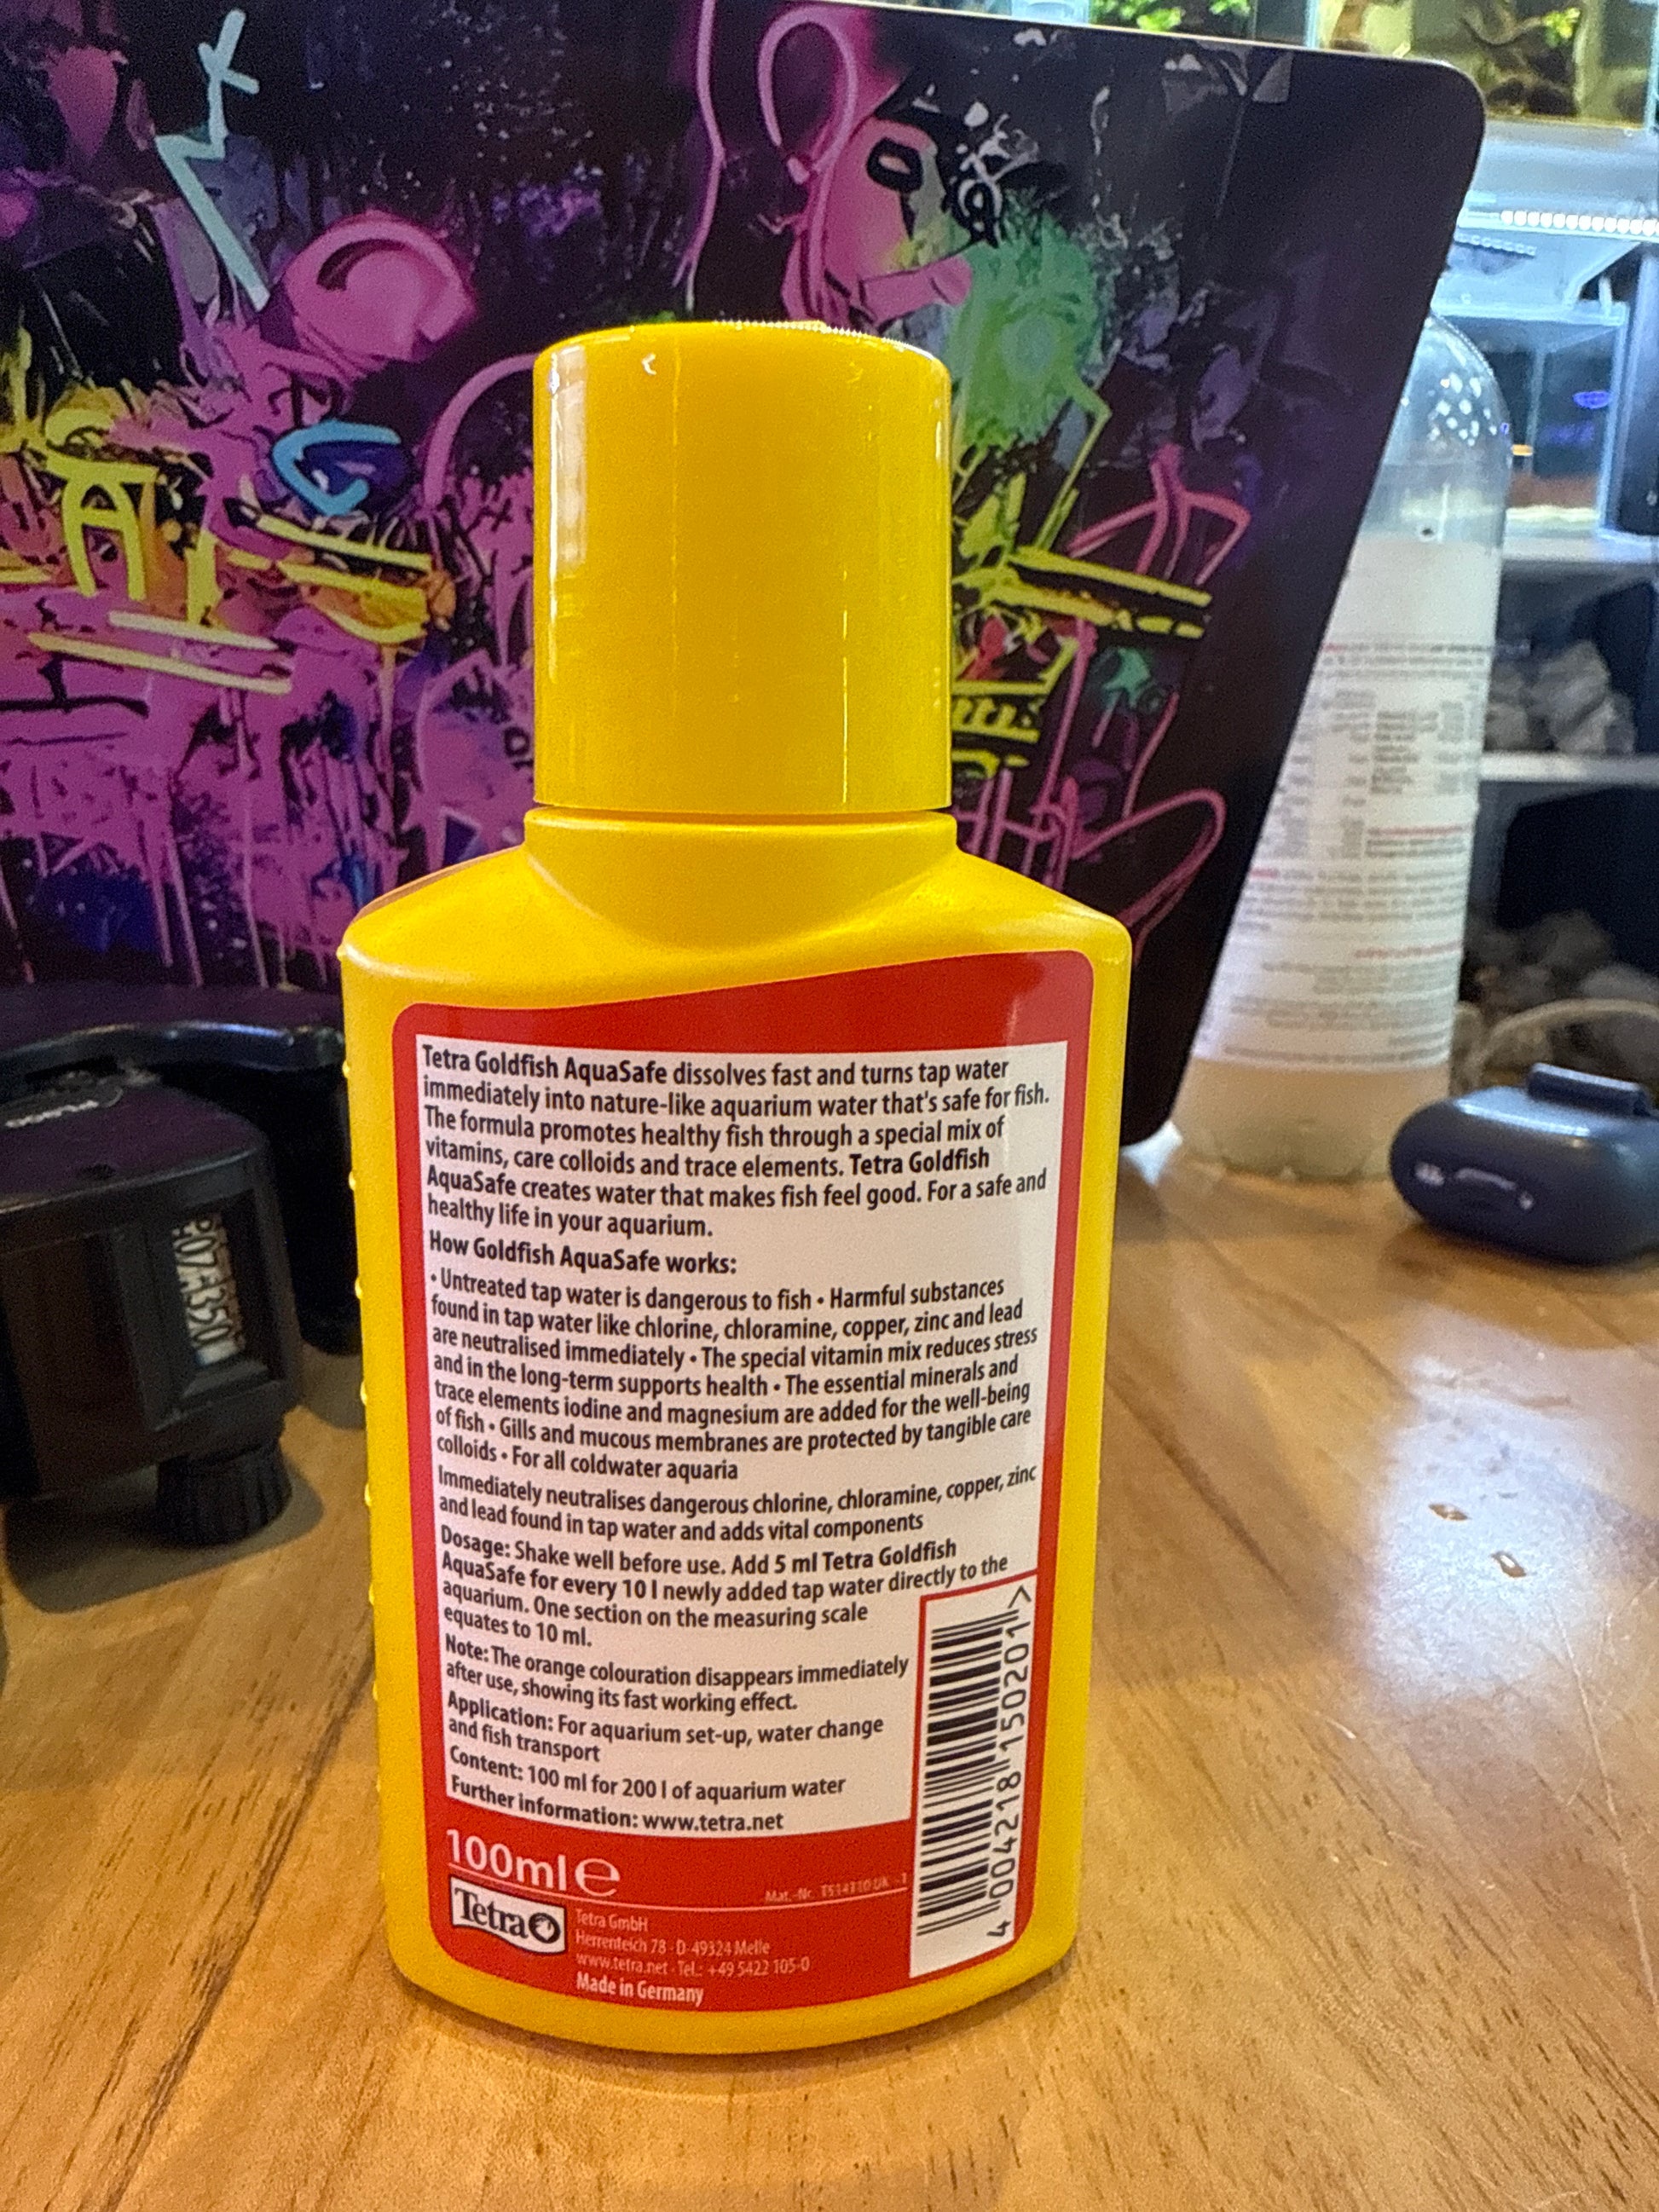 Tetra Goldfish AquaSafe dissolves fast and turns tap water
immediately into nature-like aquarium water that's safe for fish.
The formula promotes healthy fish through a special mix of
vitamins, care colloids and trace elements. Tetra Goldfish
AquaSafe creates water that makes fish feel good. For a safe and
healthy life in your aquarium.
How Goldfish AquaSafe works:
• Untreated tap water is dangerous to fish • Harmful substances
found in tap water like chlorine, chloramine, copper, zinc and lead
are neutralised immediately • The special vitamin mix reduces stress
and in the long-term supports health • The essential minerals and
trace elements iodine and magnesium are added for the well-being
of fish • Gills and mucous membranes are protected by tangible care
colloids • For all coldwater aquaria
Immediately neutralises dangerous chlorine, chloramine, copper, zinc
and lead found in tap water and adds vital components
Dosage: Shake well before use. Add 5 ml Tetra Goldfish
AquaSafe for every 10 l newly added tap water directly to the
aquarium. One section on the measuring scale
equates to 10 ml.
Note: The orange colouration disappears immediately
after use, showing its fast working effect.
Application: For aquarium set-up, water change
and fish transport
Content: 100 ml for 200 l of aquarium water
Further information: www.tetra.net
100ml e
Mat.-Nr.
Tetra
Tetra GmbH
Herrenteich 78 · D-49324 Melle
www.tetra.net · Tel.: +49 5422 105-0
Made in Germany
4 004218 150201 >